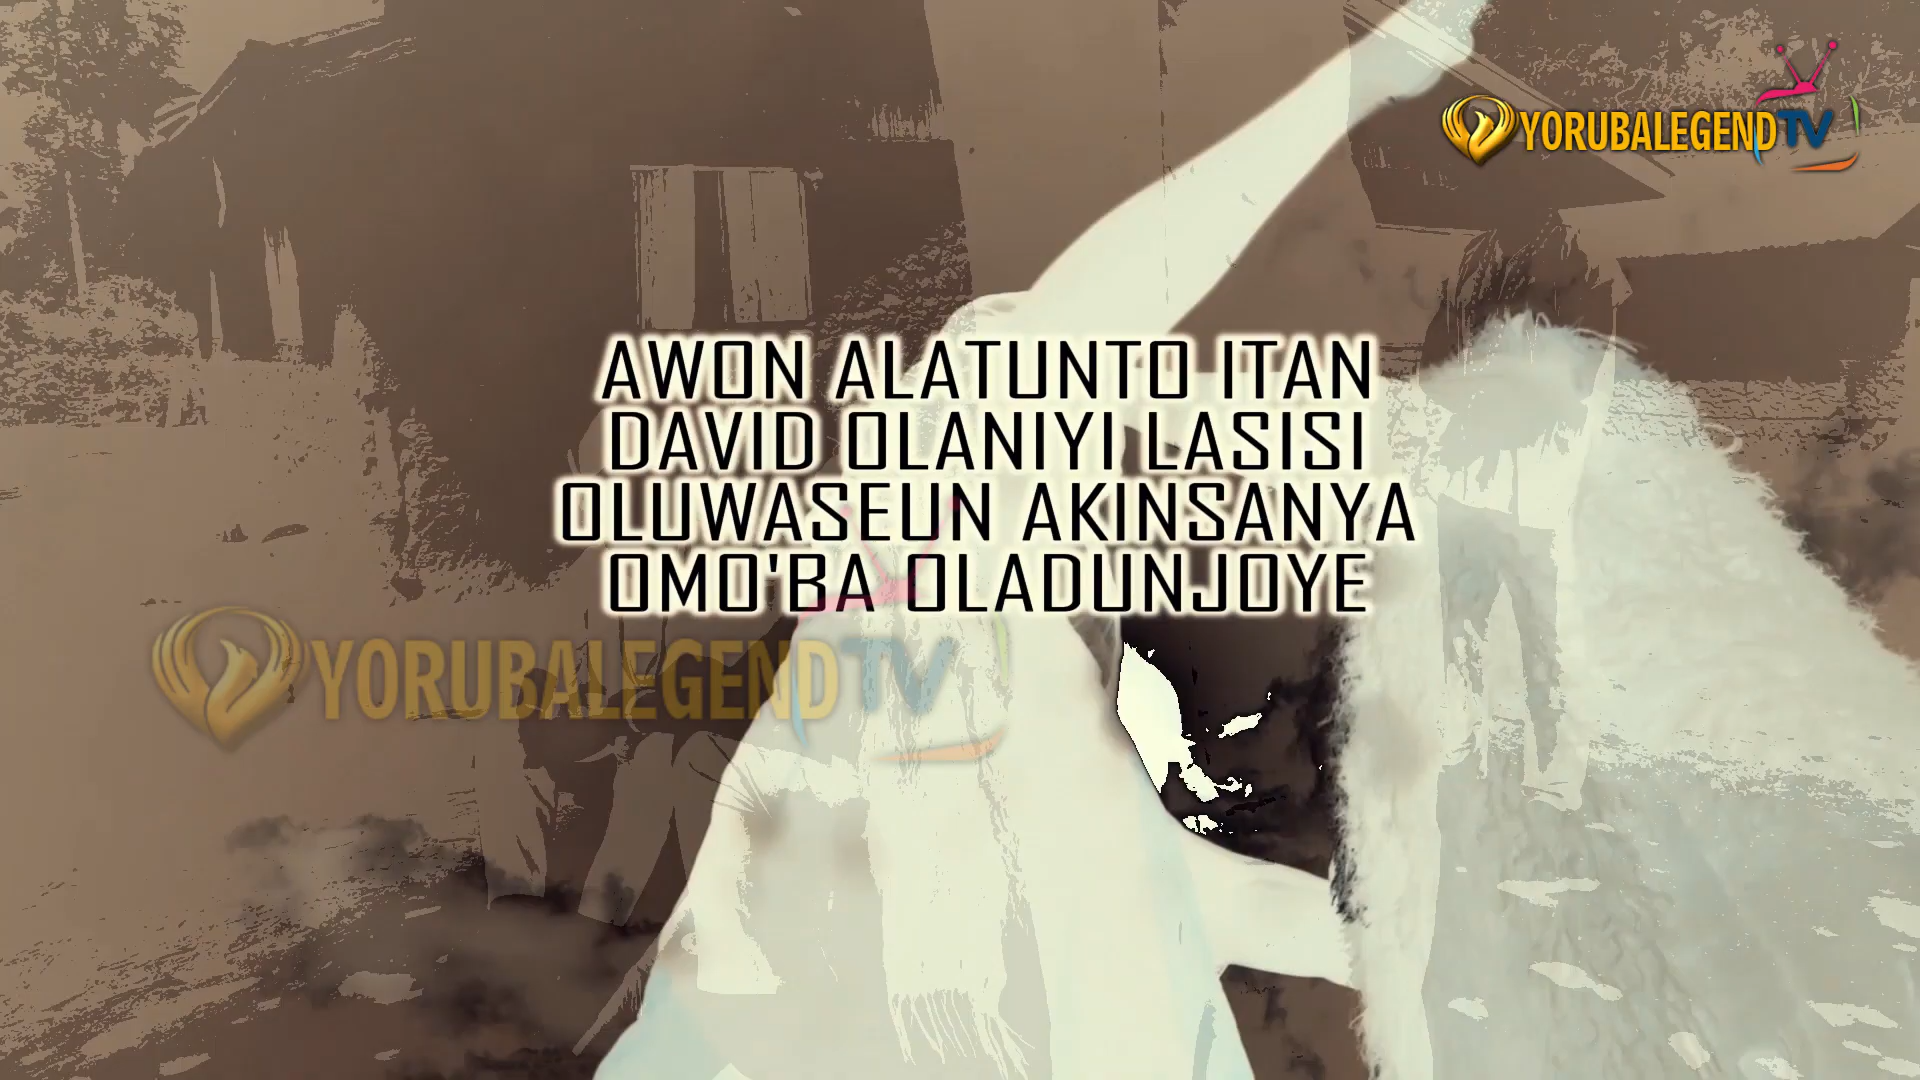 YORUBALEGENDTV
AWON ALATUNTO ITAN
DAVID OLANIYI LASISI
OLUWASEUN AKINSANYA
OMO'BA OLADUNJOYE
YORUBALEGENDTV